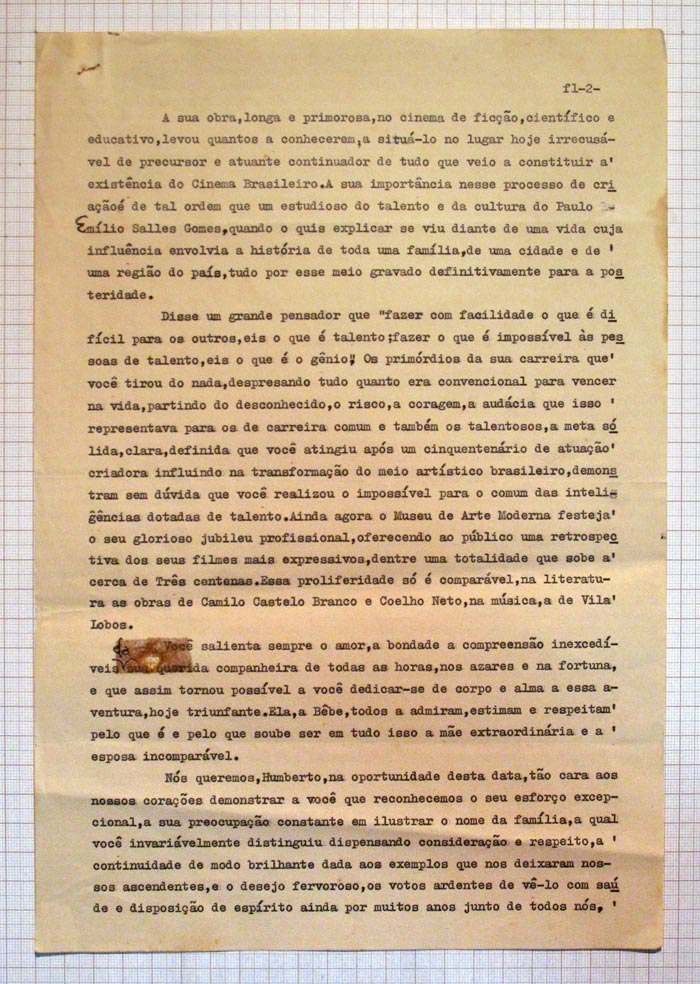 fl-2-
A sua obra,longa e primorosa,no cinema de ficção,científico e
educativo,levou quantos a conhecerem,a situá-lo no lugar hoje irrecusá-
vel de precursor e atuante continuador de tudo que veio a constituir a'
existência do Cinema Brasileiro.A sua importância nesse processo de cri
açãoé de tal ordem que um estudioso do talento e da cultura do Paulo
Emílio Salles Gomes,quando o quis explicar se viu diante de uma vida cuja
influência envolvia a história de toda uma família,de uma cidade e de '
uma região do país,tudo por esse meio gravado definitivamente para a pos
teridade.
Disse um grande pensador que "fazer com facilidade o que é di
fícil para os outros,eis o que é talento;fazer o que é impossível às pes
soas de talento,eis o que é o gênio". Os primórdios da sua carreira que'
você tirou do nada,despresando tudo quanto era convencional para vencer
na vida,partindo do desconhecido,o risco,a coragem,a audácia que isso '
representava para os de carreira comum e também os talentosos,a meta só
lida,clara,definida que você atingiu após um cinquentenário de atuação'
criadora influindo na transformação do meio artístico brasileiro,demons
tram sem dúvida que você realizou o impossível para o comum das inteli-
gências dotadas de talento.Ainda agora o Museu de Arte Moderna festeja'
o seu glorioso jubileu profissional,oferecendo ao público uma retrospec
tiva dos seus filmes mais expressivos,dentre uma totalidade que sobe a'
cerca de Três centenas.Essa proliferidade só é comparável,na literatu-
ra as obras de Camilo Castelo Branco e Coelho Neto,na música,a de Vila'
Lobos.
Você salienta sempre o amor,a bondade a compreensão inexcedí-
veis de sua querida companheira de todas as horas,nos azares e na fortuna,
e que assim tornou possível a você dedicar-se de corpo e alma a essa a-
ventura,hoje triunfante.Ela,a Bêbe,todos a admiram,estimam e respeitam'
pelo que é e pelo que soube ser em tudo isso a mãe extraordinária e a '
esposa incomparável.
Nós queremos,Humberto,na oportunidade desta data,tão cara aos
nossos corações demonstrar a você que reconhecemos o seu esforço excep-
cional,a sua preocupação constante em ilustrar o nome da família,a qual
você invariávelmente distinguiu dispensando consideração e respeito,a '
continuidade de modo brilhante dada aos exemplos que nos deixaram nos-
sos ascendentes,e o desejo fervoroso,os votos ardentes de vê-lo com saú
de e disposição de espírito ainda por muitos anos junto de todos nós, '